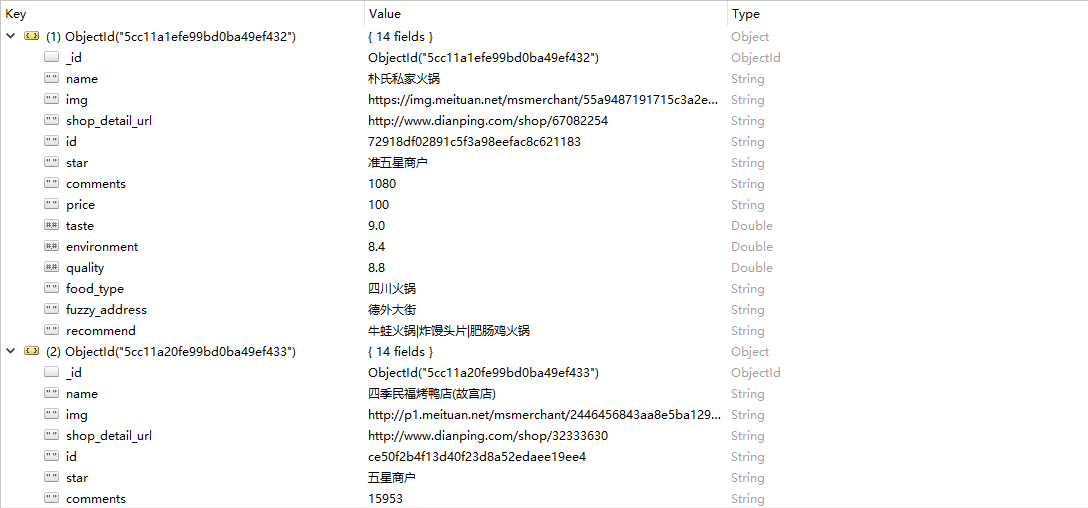 Key Value Type
(1) ObjectId("5cc11a1efe99bd0ba49ef432") { 14 fields } Object
_id ObjectId("5cc11a1efe99bd0ba49ef432") ObjectId
name 朴氏私家火锅 String
img https://img.meituan.net/msmerchant/55a9487191715c3a2e... String
shop_detail_url http://www.dianping.com/shop/67082254 String
id 72918df02891c5f3a98eefac8c621183 String
star 准五星商户 String
comments 1080 String
price 100 String
taste 9.0 Double
environment 8.4 Double
quality 8.8 Double
food_type 四川火锅 String
fuzzy_address 德外大街 String
recommend 牛蛙火锅|炸馒头片|肥肠鸡火锅 String
(2) ObjectId("5cc11a20fe99bd0ba49ef433") { 14 fields } Object
_id ObjectId("5cc11a20fe99bd0ba49ef433") ObjectId
name 四季民福烤鸭店(故宫店) String
img http://p1.meituan.net/msmerchant/2446456843aa8e5ba129... String
shop_detail_url http://www.dianping.com/shop/32333630 String
id ce50f2b4f13d40f23d8a52edaee19ee4 String
star 五星商户 String
comments 15953 String